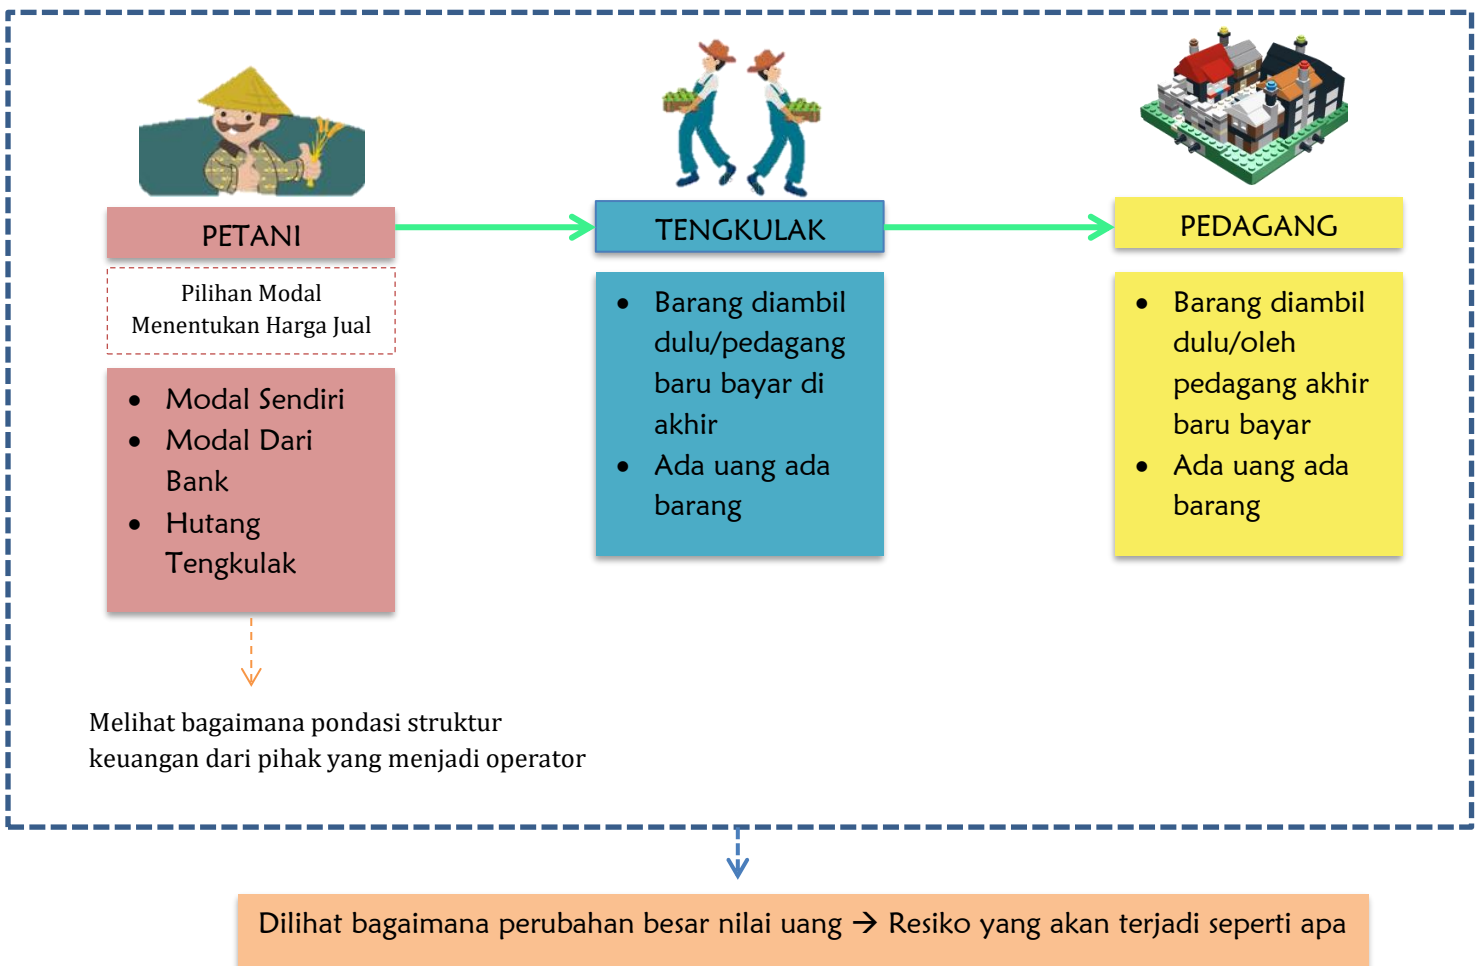 PETANI
Pilihan Modal
Menentukan Harga Jual
• Modal Sendiri
• Modal Dari
Bank
• Hutang
Tengkulak
Melihat bagaimana pondasi struktur
keuangan dari pihak yang menjadi operator
TENGKULAK
• Barang diambil
dulu/pedagang
baru bayar di
akhir
• Ada uang ada
barang
PEDAGANG
• Barang diambil
dulu/oleh
pedagang akhir
baru bayar
• Ada uang ada
barang
Dilihat bagaimana perubahan besar nilai uang → Resiko yang akan terjadi seperti apa